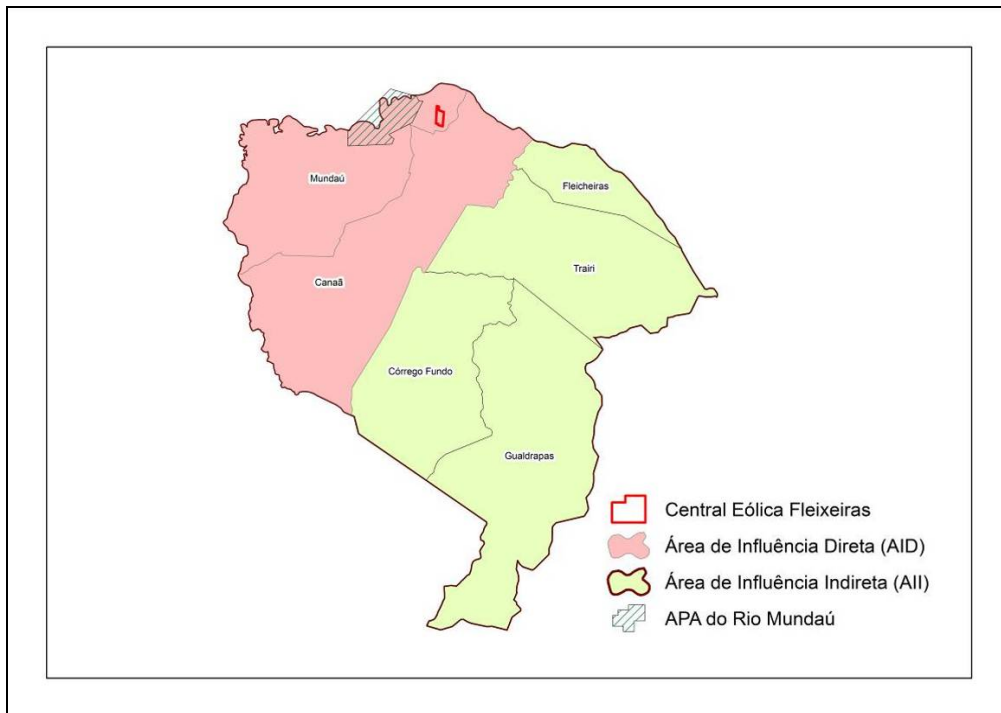 Mundaú
Fleicheiras
Trairi
Canaã
Córrego Fundo
Gualdrapas
Central Eólica Fleixeiras
Área de Influência Direta (AID)
Área de Influência Indireta (AII)
APA do Rio Mundaú